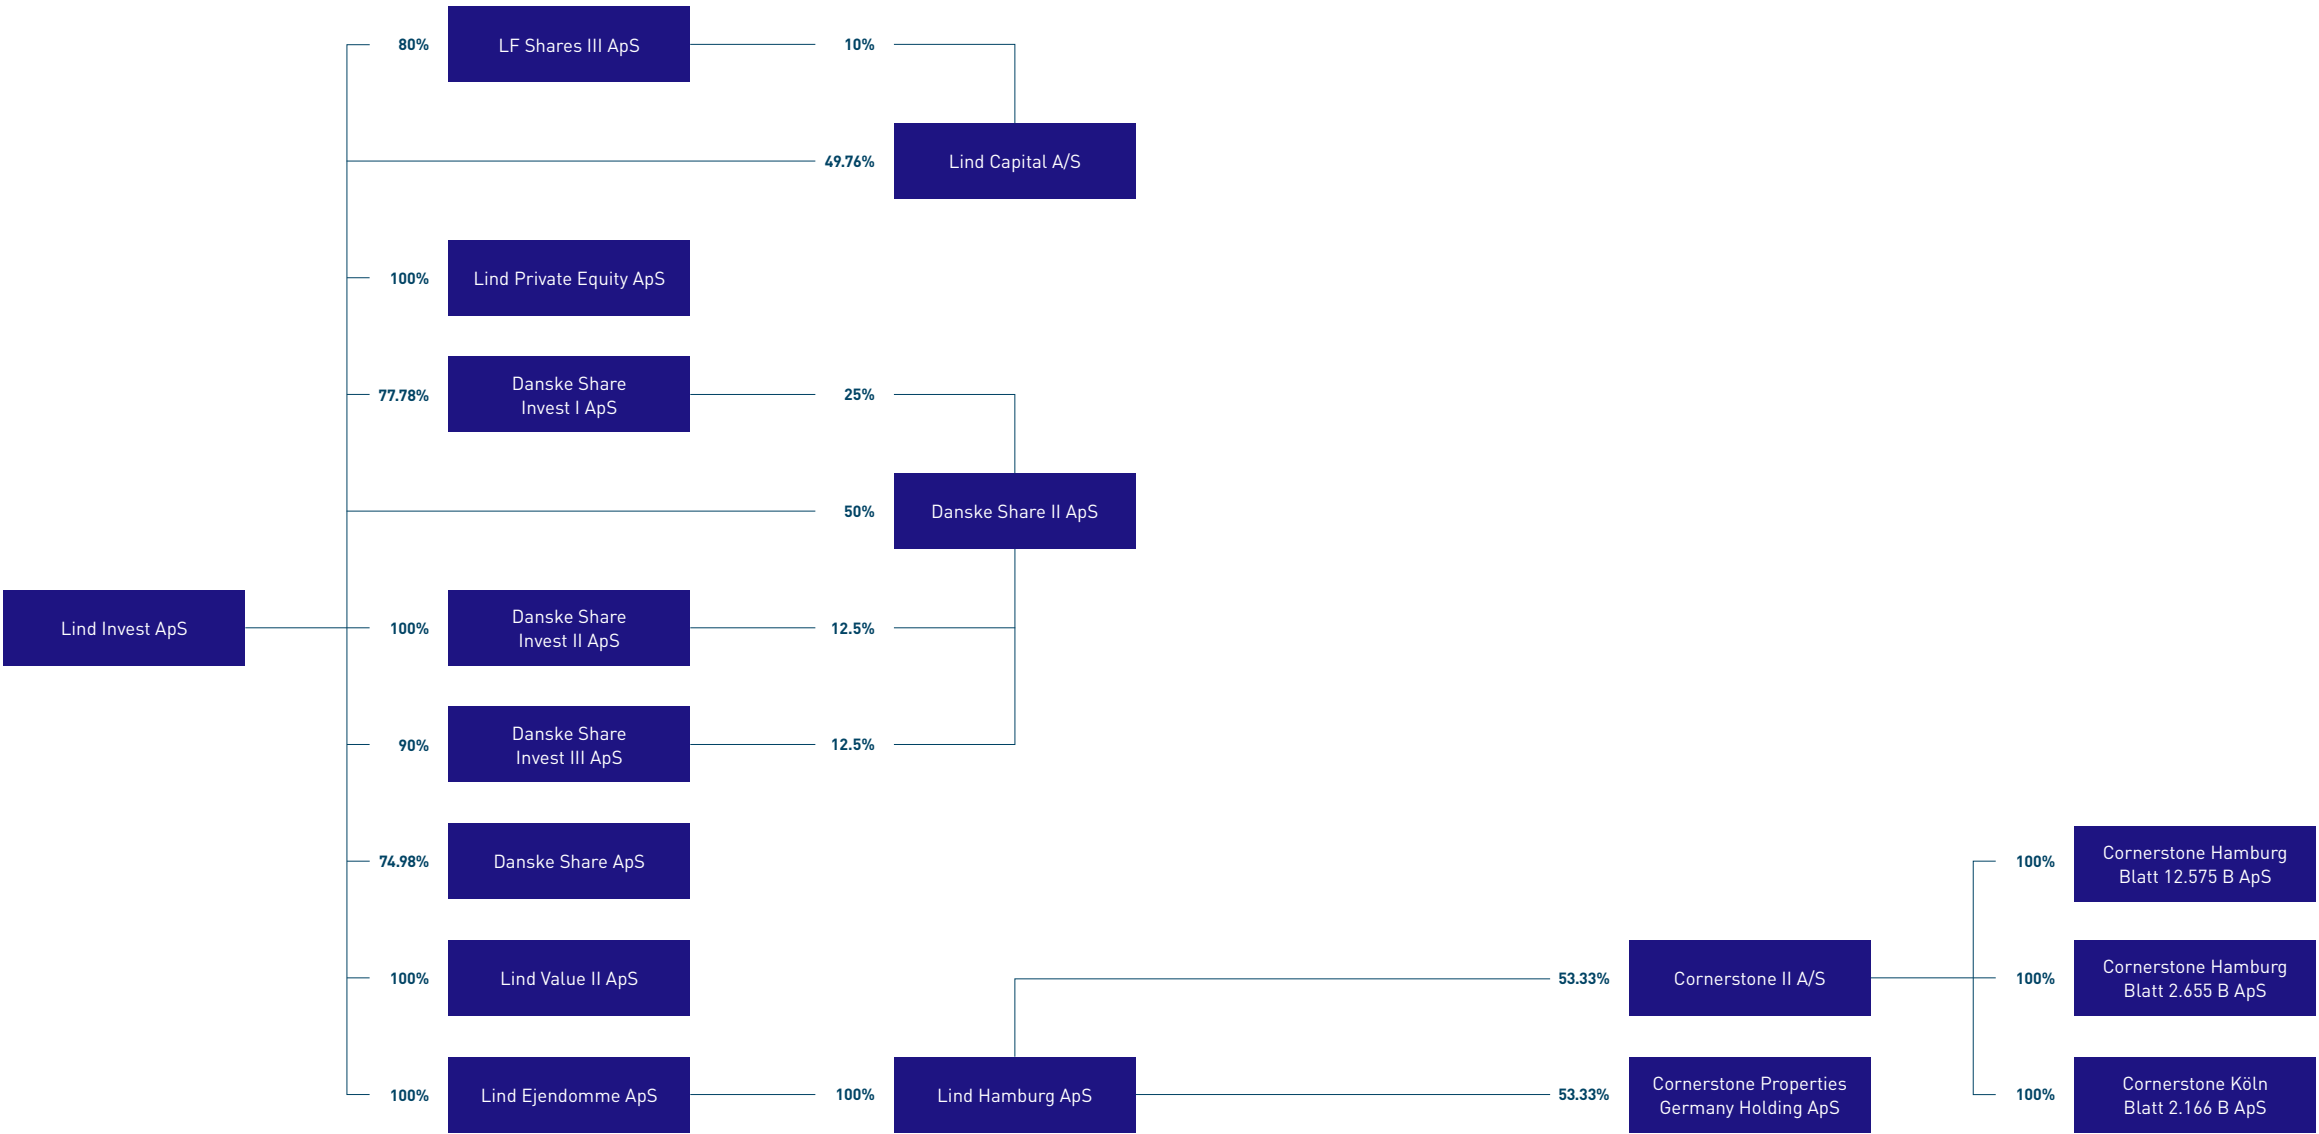 80%
LF Shares III ApS
10%
49.76%
Lind Capital A/S
100%
Lind Private Equity ApS
77.78%
Danske Share
Invest I ApS
25%
50%
Danske Share II ApS
Lind Invest ApS
100%
Danske Share
Invest II ApS
12.5%
90%
Danske Share
Invest III ApS
12.5%
74.98%
Danske Share ApS
100%
Cornerstone Hamburg
Blatt 12.575 B ApS
100%
Lind Value II ApS
53.33%
Cornerstone II A/S
100%
Cornerstone Hamburg
Blatt 2.655 B ApS
100%
Lind Ejendomme ApS
100%
Lind Hamburg ApS
53.33%
Cornerstone Properties
Germany Holding ApS
100%
Cornerstone Köln
Blatt 2.166 B ApS